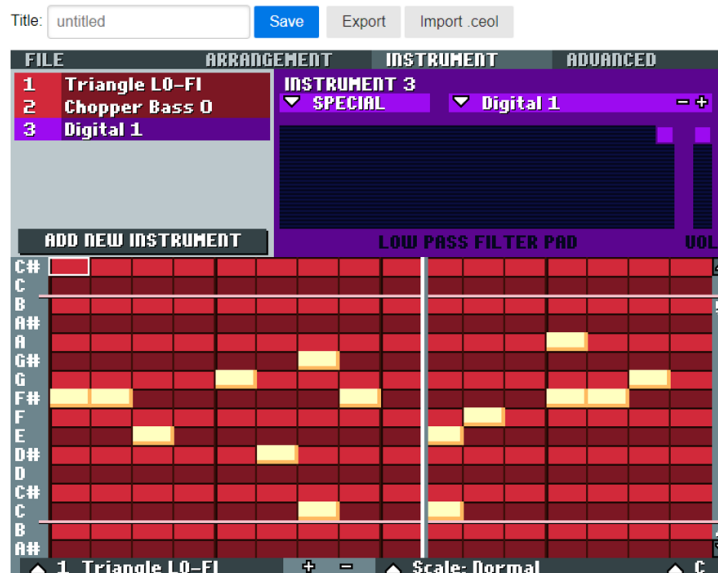 Title: untitled Save Export Import .ceol
FILE ARRANGEMENT INSTRUMENT ADVANCED
1 Triangle LO-FI
2 Chopper Bass O
3 Digital 1
INSTRUMENT 3
SPECIAL Digital 1 - +
ADD NEW INSTRUMENT
LOW PASS FILTER PAD VOL
C#
C
B
A#
A
G#
G
F#
F
E
D#
D
C#
C
B
A#
1 Triangle LO-FI + - Scale: Normal C